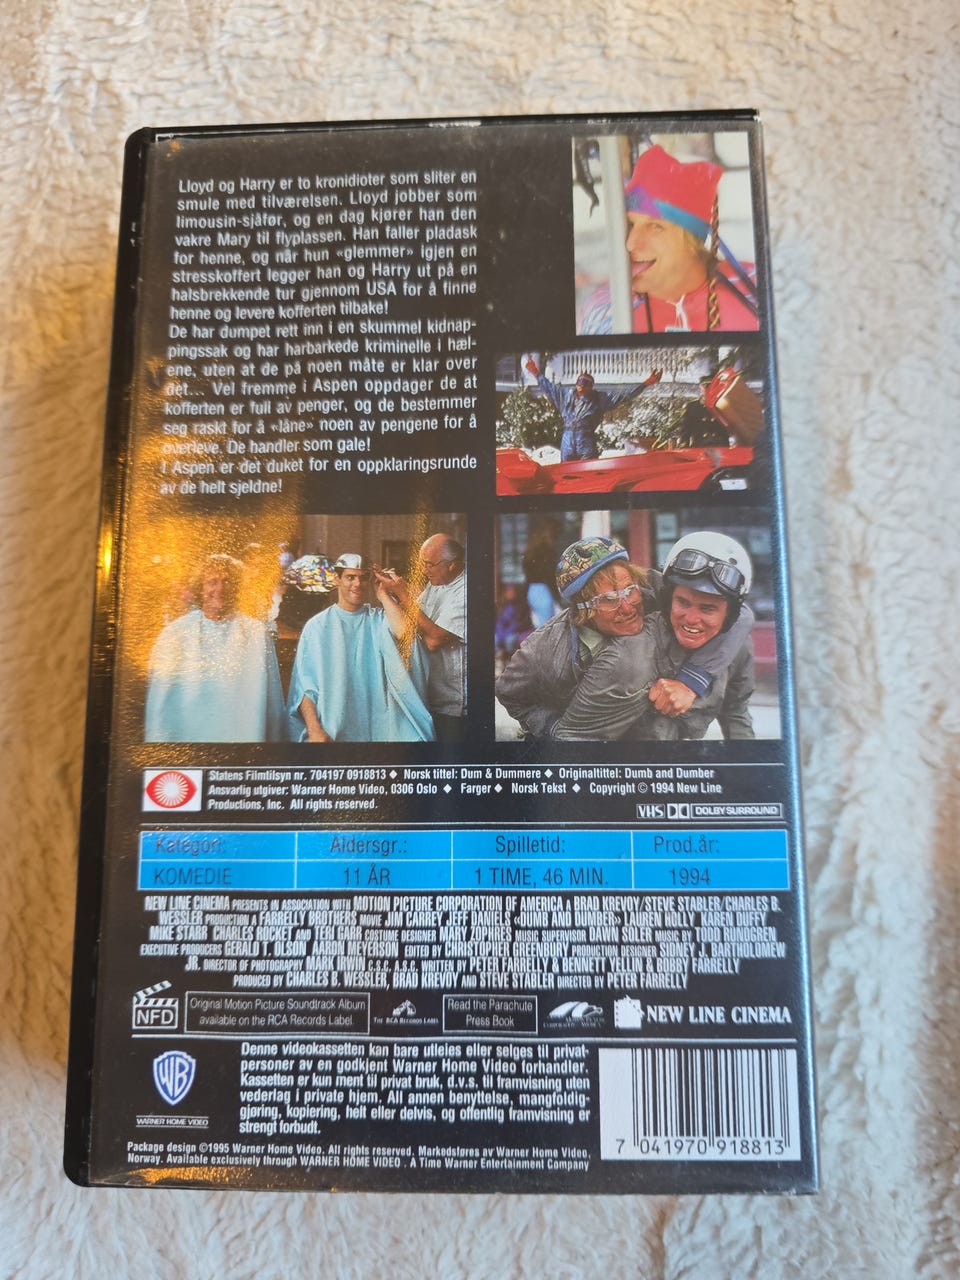 Lloyd og Harry er to kronidioter som sliter en
smule med tilværelsen. Lloyd jobber som
limousin-sjåfør, og en dag kjører han den
vakre Mary til flyplassen. Han faller pladask
for henne, og når hun «glemmer» igjen en
stresskoffert legger han og Harry ut på en
halsbrekkende tur gjennom USA for å finne
henne og levere kofferten tilbake!
De har dumpet rett inn i en skummel kidnap-
pingssak og har harbarkede kriminelle i hæl-
ene, uten at de på noen måte er klar over
det... Vel fremme i Aspen oppdager de at
kofferten er full av penger, og de bestemmer
seg raskt for å «låne» noen av pengene for å
overleve. De handler som gale!
I Aspen er det duket for en oppklaringsrunde
av de helt sjeldne!
Statens Filmtilsyn nr. 704197 0918813 ◆ Norsk tittel: Dum & Dummere ◆ Originaltittel: Dumb and Dumber
Ansvarlig utgiver: Warner Home Video, 0306 Oslo ◆ Farger ◆ Norsk Tekst ◆ Copyright © 1994 New Line
Productions, Inc. All rights reserved.
VHS DOLBY SURROUND
Kategori: Aldersgr.: Spilletid: Prod.år:
KOMEDIE 11 ÅR 1 TIME, 46 MIN. 1994
NEW LINE CINEMA PRESENTS IN ASSOCIATION WITH MOTION PICTURE CORPORATION OF AMERICA A BRAD KREVOY/STEVE STABLER/CHARLES B.
WESSLER PRODUCTION A FARRELLY BROTHERS MOVIE JIM CARREY JEFF DANIELS «DUMB AND DUMBER» LAUREN HOLLY KAREN DUFFY
MIKE STARR CHARLES ROCKET AND TERI GARR COSTUME DESIGNER MARY ZOPHRES MUSIC SUPERVISOR DAWN SOLER MUSIC BY TODD RUNDGREN
EXECUTIVE PRODUCERS GERALD T. OLSON AARON MEYERSON EDITED BY CHRISTOPHER GREENBURY PRODUCTION DESIGNER SIDNEY J. BARTHOLOMEW
JR. DIRECTOR OF PHOTOGRAPHY MARK IRWIN C.S.C. A.S.C. WRITTEN BY PETER FARRELLY & BENNETT YELLIN & BOBBY FARRELLY
PRODUCED BY CHARLES B. WESSLER, BRAD KREVOY AND STEVE STABLER DIRECTED BY PETER FARRELLY
NFD
Original Motion Picture Soundtrack Album
available on the RCA Records Label
THE RCA RECORDS LABEL
Read the Parachute
Press Book
NEW LINE CINEMA
WB
WARNER HOME VIDEO
Denne videokassetten kan bare utleies eller selges til privat-
personer av en godkjent Warner Home Video forhandler.
Kassetten er kun ment til privat bruk, d.v.s. til framvisning uten
vederlag i private hjem. All annen benyttelse, mangfoldig-
gjøring, kopiering, helt eller delvis, og offentlig framvisning er
strengt forbudt.
7 041970 918813
Package design ©1995 Warner Home Video. All rights reserved. Markedsføres av Warner Home Video,
Norway. Available exclusively through WARNER HOME VIDEO . A Time Warner Entertainment Company